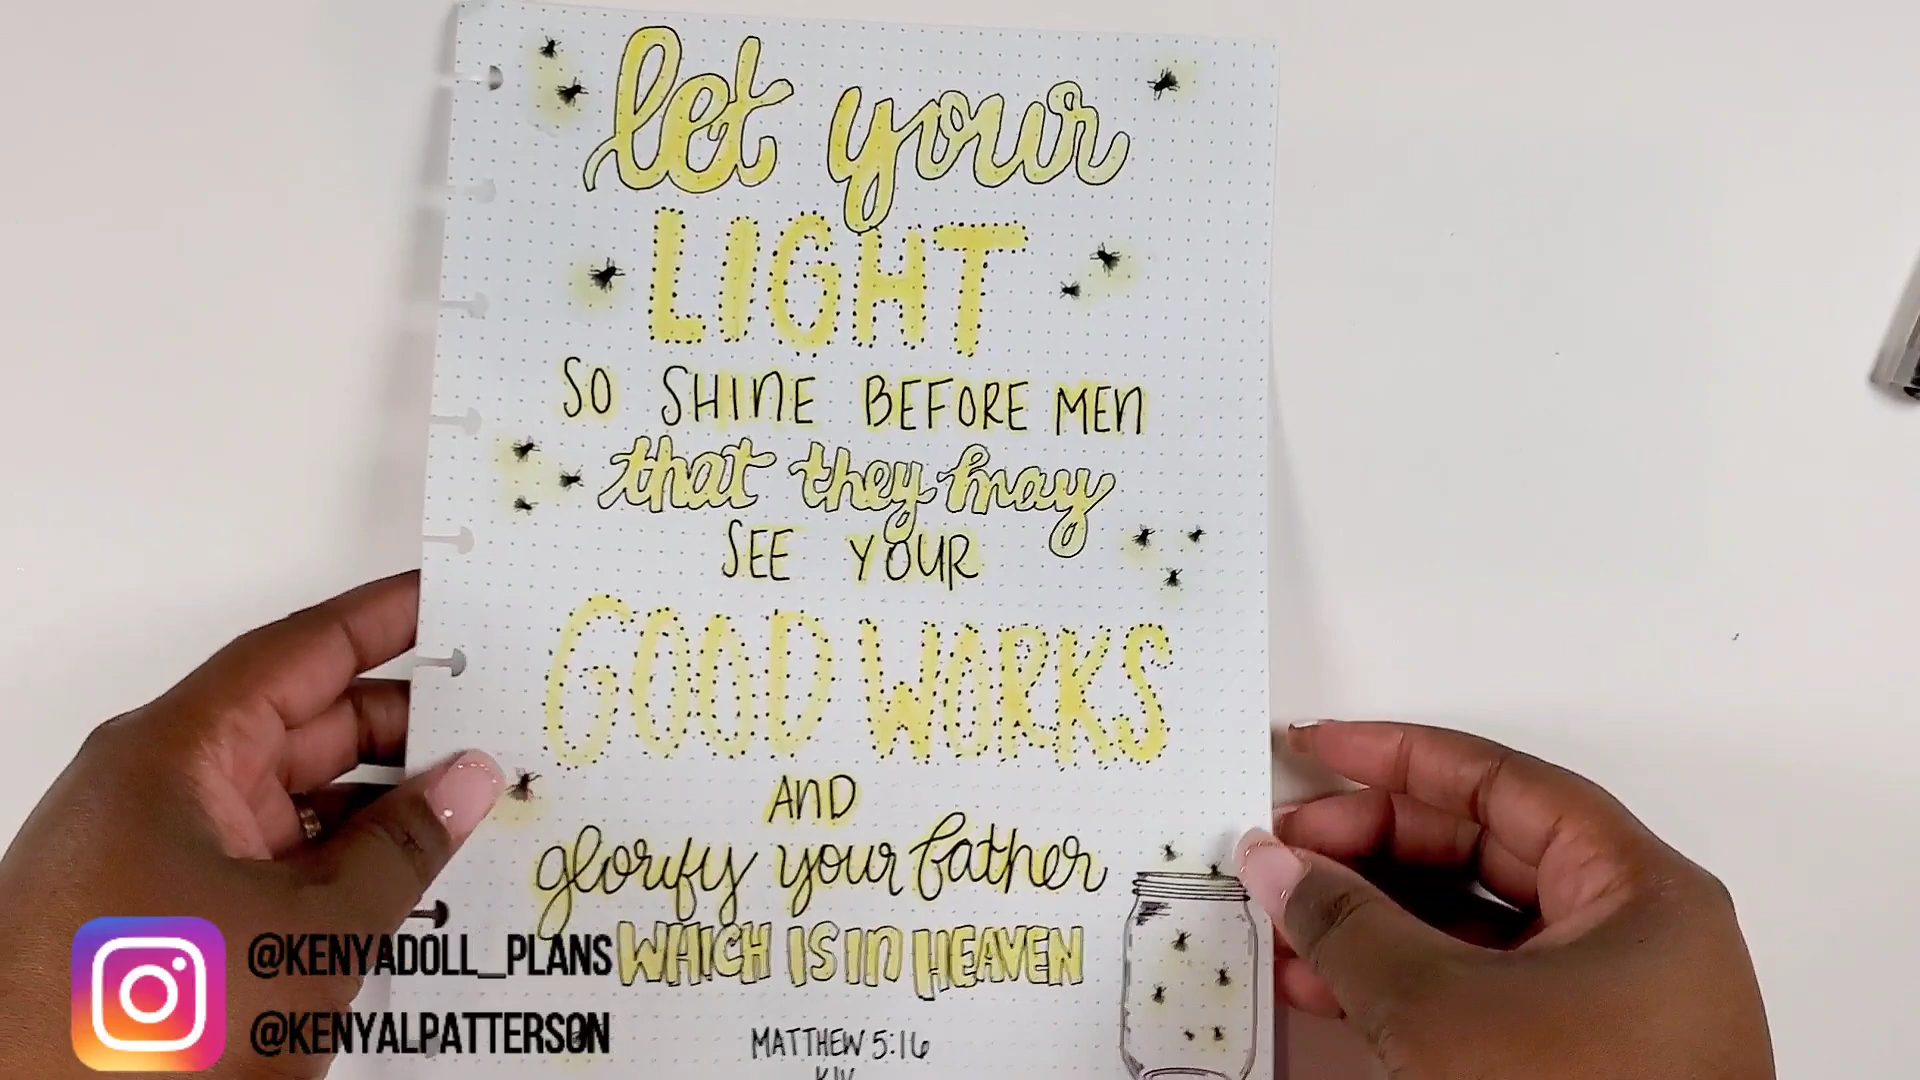 let your
LIGHT
SO SHINE BEFORE MEN
that they may
SEE YOUR
GOOD WORKS
AND
glorify your father
WHICH IS IN HEAVEN
MATTHEW 5:16
KJV
@KENYADOLL_PLANS
@KENYALPATTERSON